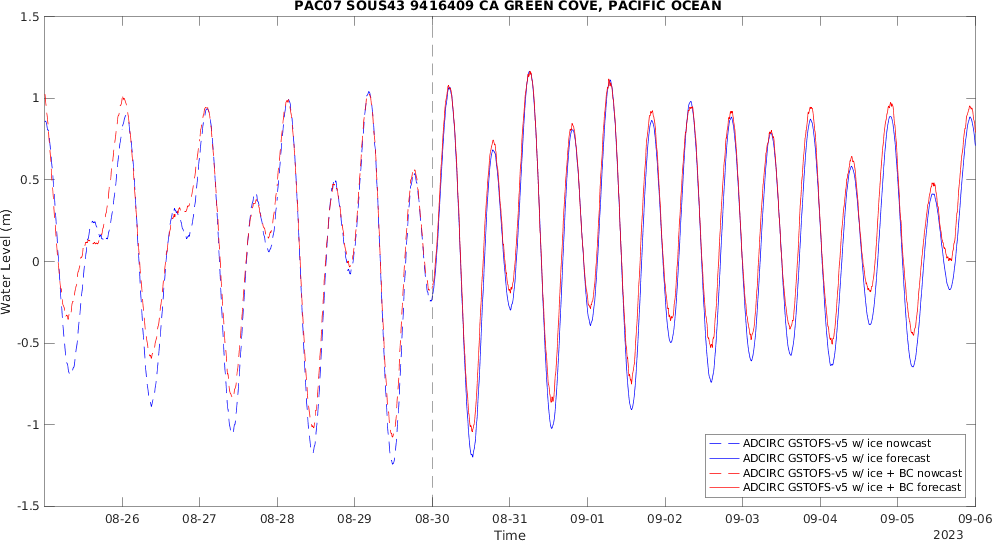 PAC07 SOUS43 9416409 CA GREEN COVE, PACIFIC OCEAN
Water Level (m)
1.5
1
0.5
0
-0.5
-1
-1.5
08-26 08-27 08-28 08-29 08-30 08-31 09-01 09-02 09-03 09-04 09-05 09-06
Time
2023
ADCIRC GSTOFS-v5 w/ ice nowcast
ADCIRC GSTOFS-v5 w/ ice forecast
ADCIRC GSTOFS-v5 w/ ice + BC nowcast
ADCIRC GSTOFS-v5 w/ ice + BC forecast